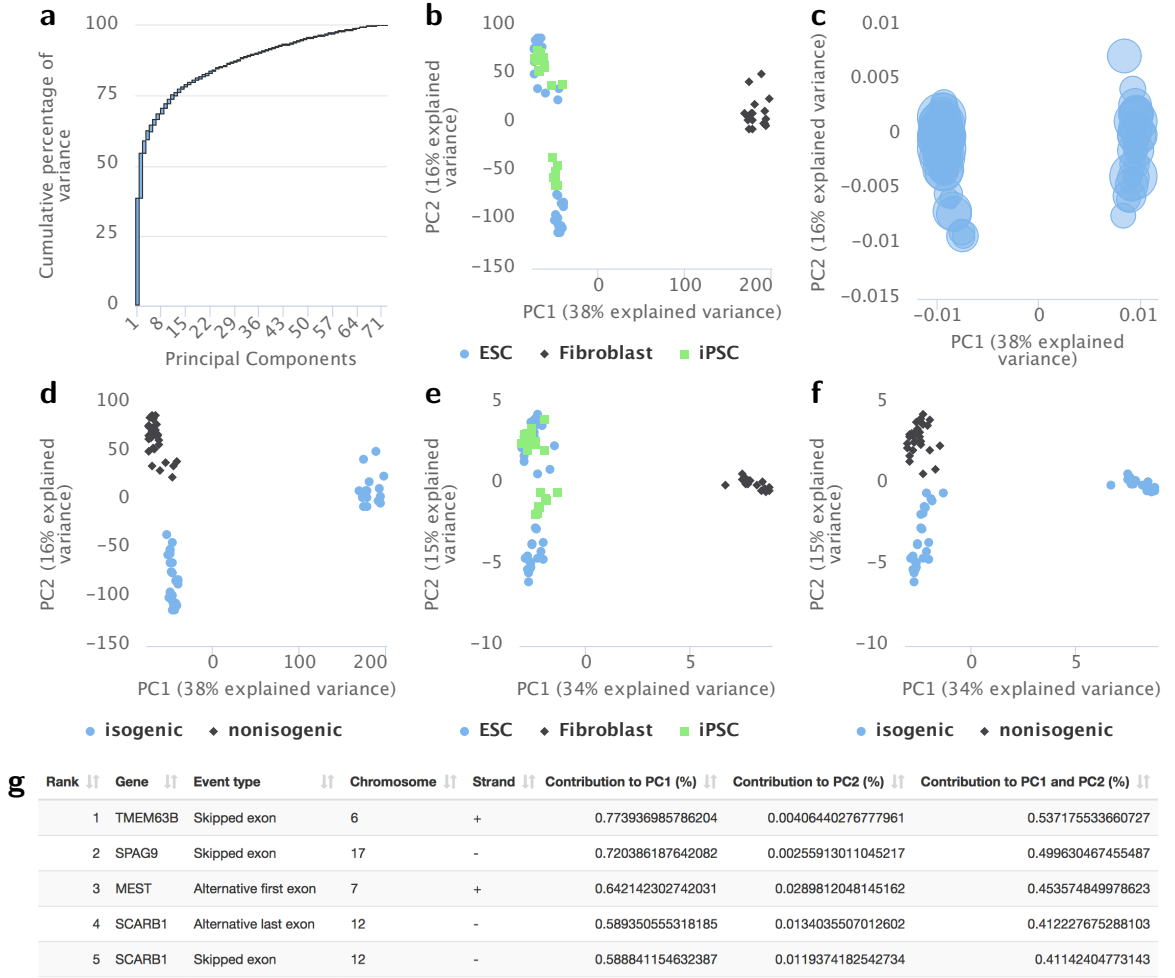 a
100
75
50
25
0
Cumulative percentage of
variance
1
8
15
22
29
36
43
50
57
64
71
Principal Components
b
100
50
0
−50
−100
−150
PC2 (16% explained
variance)
0
100
200
PC1 (38% explained variance)
ESC Fibroblast iPSC
c
0.01
0.005
0
−0.005
−0.01
−0.015
PC2 (16% explained variance)
−0.01
0
0.01
PC1 (38% explained
variance)
d
100
50
0
−50
−100
−150
PC2 (16% explained
variance)
0
100
200
PC1 (38% explained variance)
isogenic nonisogenic
e
5
0
−5
−10
PC2 (15% explained
variance)
0
5
PC1 (34% explained variance)
ESC Fibroblast iPSC
f
5
0
−5
−10
PC2 (15% explained
variance)
0
5
PC1 (34% explained variance)
isogenic nonisogenic
g
Rank Gene Event type Chromosome Strand Contribution to PC1 (%) Contribution to PC2 (%) Contribution to PC1 and PC2 (%)
1 TMEM63B Skipped exon 6 + 0.773936985786204 0.00406440276777961 0.537175533660727
2 SPAG9 Skipped exon 17 - 0.720386187642082 0.00255913011045217 0.499630467455487
3 MEST Alternative first exon 7 + 0.642142302742031 0.0289812048145162 0.453574849978623
4 SCARB1 Alternative last exon 12 - 0.589350555318185 0.0134035507012602 0.412227675288103
5 SCARB1 Skipped exon 12 - 0.588841154632387 0.0119374182542734 0.41142404773143